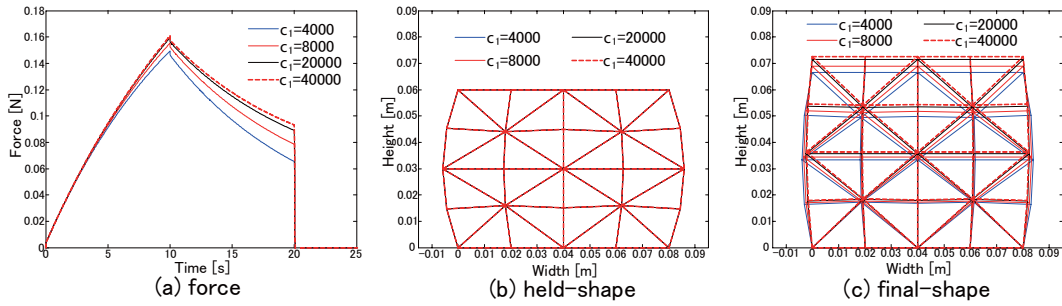 0.18
0.16
0.14
0.12
0.1
0.08
0.06
0.04
0.02
0
Force [N]
c1=4000
c1=8000
c1=20000
c1=40000
0 5 10 15 20 25
Time [s]
(a) force
0.09
0.08
0.07
0.06
0.05
0.04
0.03
0.02
0.01
0
Height [m]
c1=4000 c1=20000
c1=8000 c1=40000
-0.01 0 0.01 0.02 0.03 0.04 0.05 0.06 0.07 0.08 0.09
Width [m]
(b) held-shape
0.09
0.08
0.07
0.06
0.05
0.04
0.03
0.02
0.01
0
Height [m]
c1=4000 c1=20000
c1=8000 c1=40000
-0.01 0 0.01 0.02 0.03 0.04 0.05 0.06 0.07 0.08 0.09
Width [m]
(c) final-shape